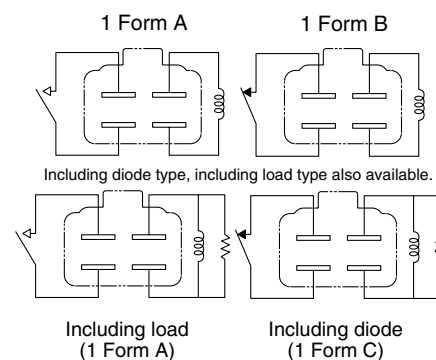 1 Form A
1 Form B
Including diode type, including load type also available.
Including load
(1 Form A)
Including diode
(1 Form C)